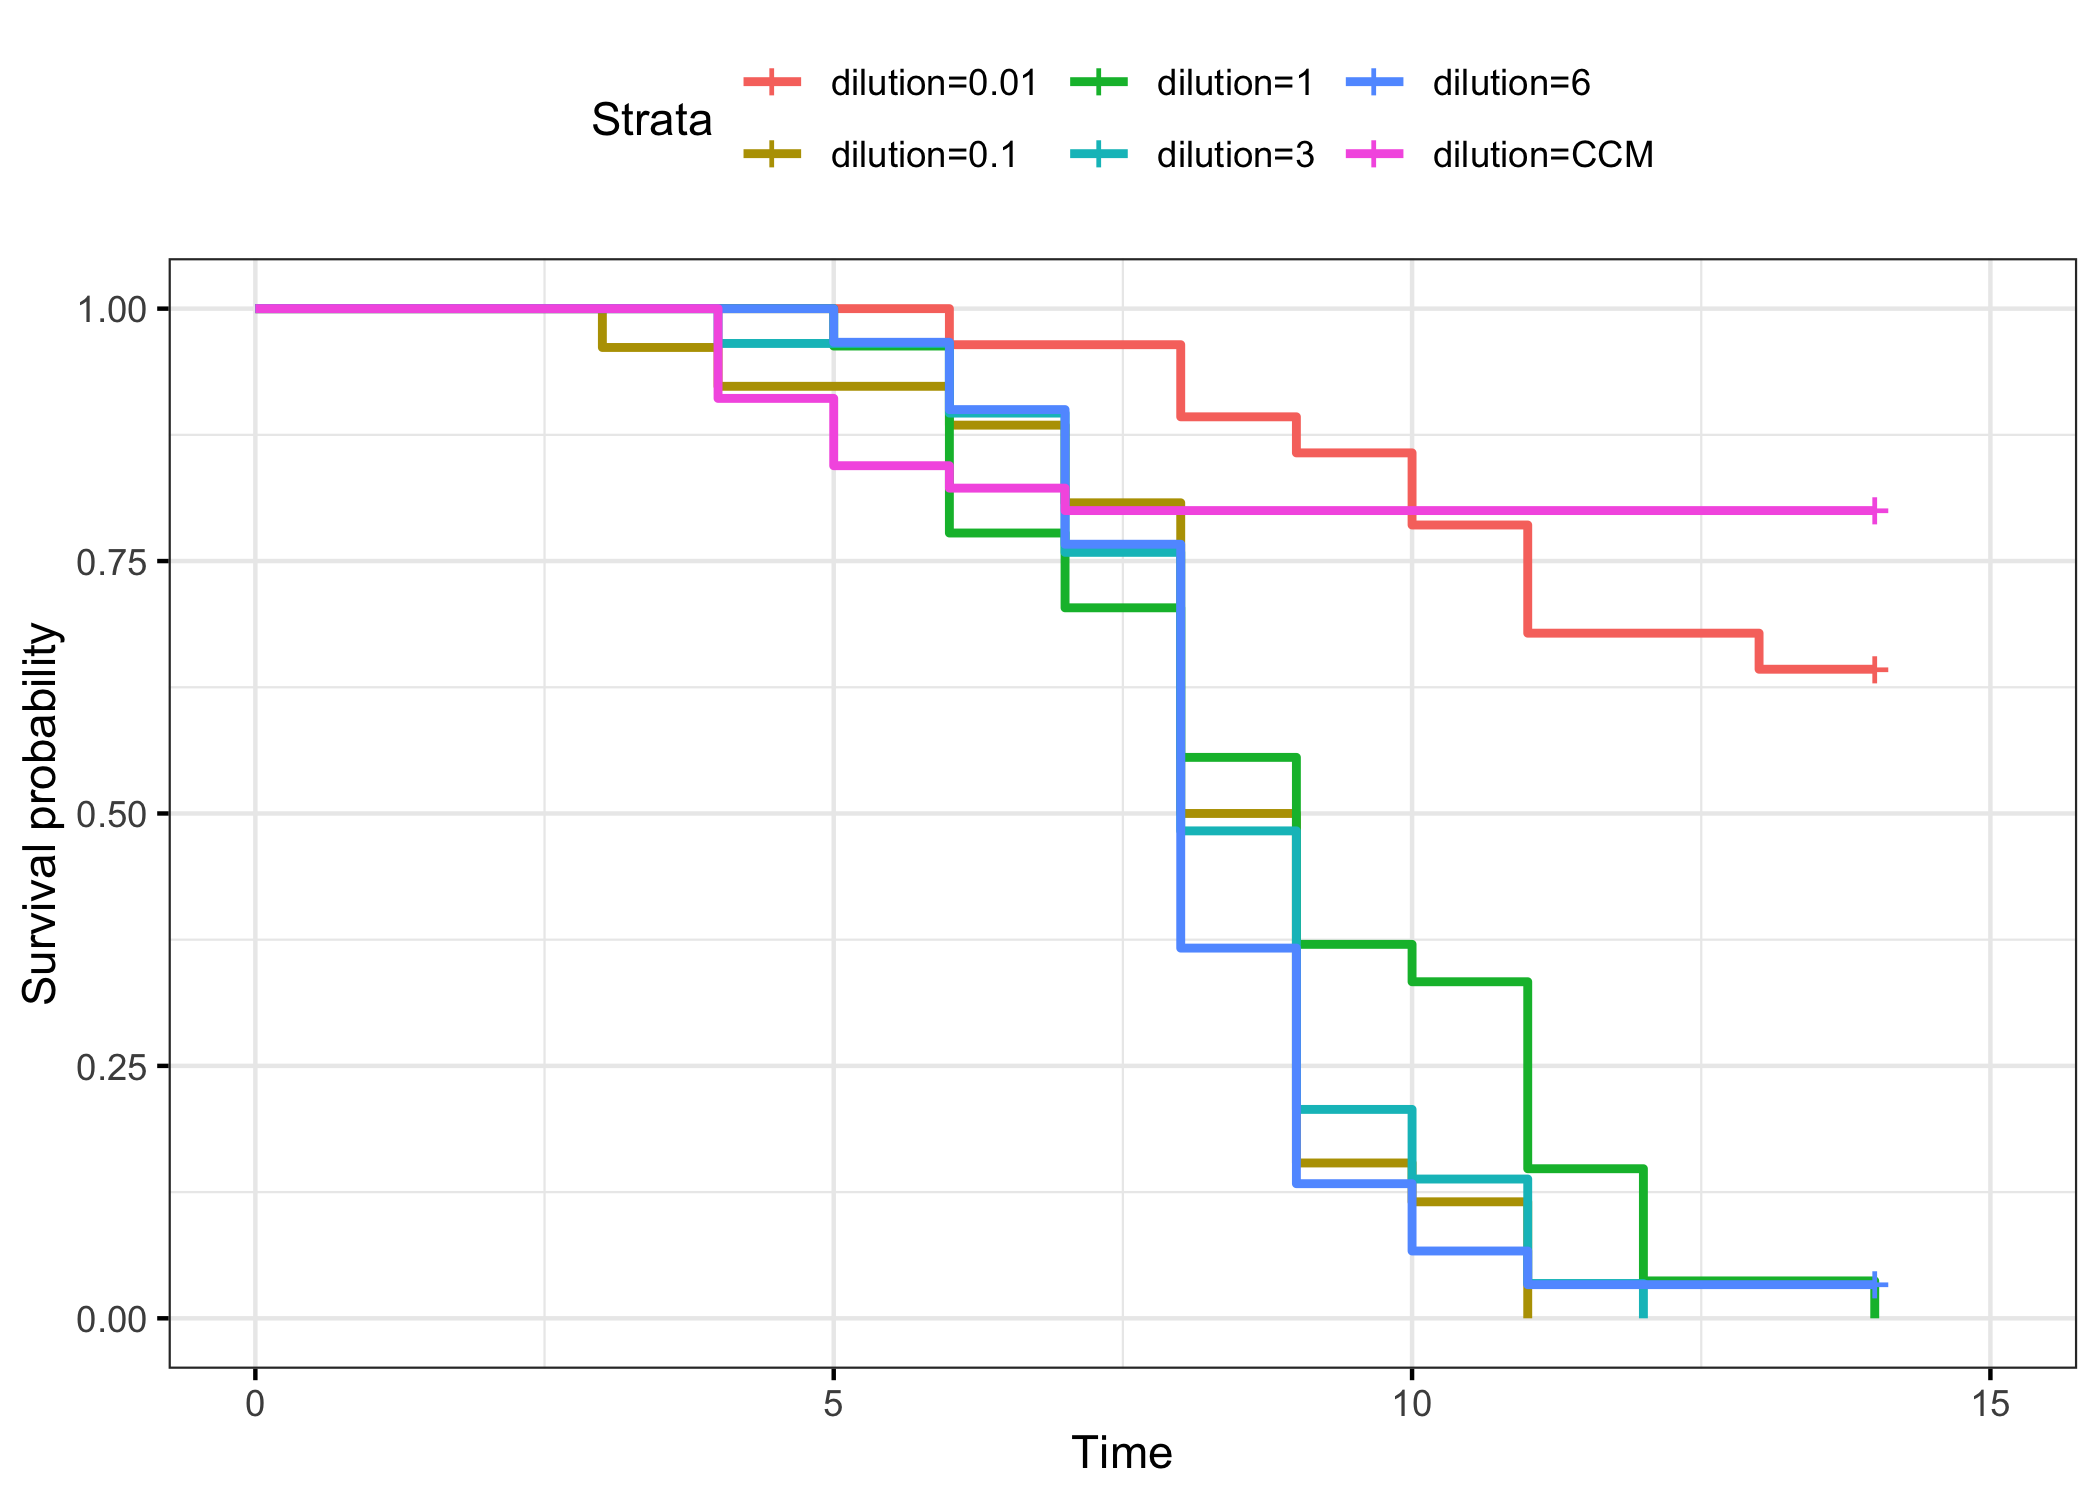 Strata
dilution=0.01 dilution=1 dilution=6
dilution=0.1 dilution=3 dilution=CCM
Survival probability
1.00
0.75
0.50
0.25
0.00
0 5 10 15
Time